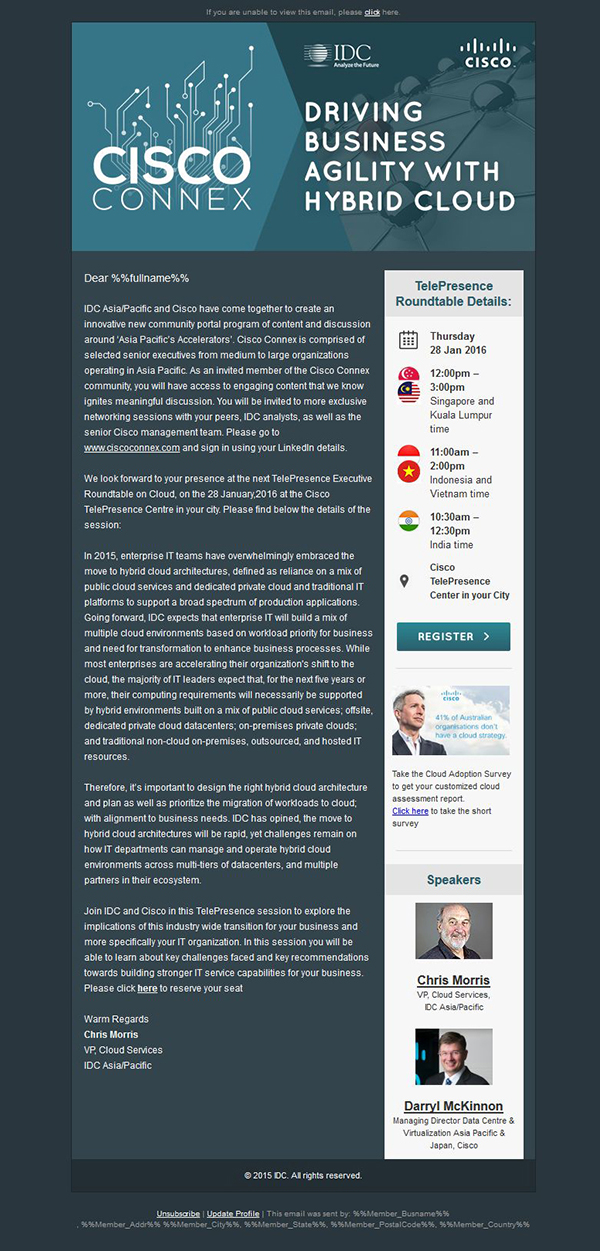 If you are unable to view this email, please click here.
CISCO
CONNEX
IDC
Analyze the Future
CISCO.
DRIVING
BUSINESS
AGILITY WITH
HYBRID CLOUD
Dear %%fullname%%
IDC Asia/Pacific and Cisco have come together to create an
innovative new community portal program of content and discussion
around 'Asia Pacific's Accelerators'. Cisco Connex is comprised of
selected senior executives from medium to large organizations
operating in Asia Pacific. As an invited member of the Cisco Connex
community, you will have access to engaging content that we know
ignites meaningful discussion. You will be invited to more exclusive
networking sessions with your peers, IDC analysts, as well as the
senior Cisco management team. Please go to
www.ciscoconnex.com and sign in using your LinkedIn details.
We look forward to your presence at the next TelePresence Executive
Roundtable on Cloud, on the 28 January,2016 at the Cisco
TelePresence Centre in your city. Please find below the details of the
session:
In 2015, enterprise IT teams have overwhelmingly embraced the
move to hybrid cloud architectures, defined as reliance on a mix of
public cloud services and dedicated private cloud and traditional IT
platforms to support a broad spectrum of production applications.
Going forward, IDC expects that enterprise IT will build a mix of
multiple cloud environments based on workload priority for business
and need for transformation to enhance business processes. While
most enterprises are accelerating their organization's shift to the
cloud, the majority of IT leaders expect that, for the next five years or
more, their computing requirements will necessarily be supported
by hybrid environments built on a mix of public cloud services; offsite,
dedicated private cloud datacenters; on-premises private clouds;
and traditional non-cloud on-premises, outsourced, and hosted IT
resources.
Therefore, it's important to design the right hybrid cloud architecture
and plan as well as prioritize the migration of workloads to cloud;
with alignment to business needs. IDC has opined, the move to
hybrid cloud architectures will be rapid, yet challenges remain on
how IT departments can manage and operate hybrid cloud
environments across multi-tiers of datacenters, and multiple
partners in their ecosystem.
Join IDC and Cisco in this TelePresence session to explore the
implications of this industry wide transition for your business and
more specifically your IT organization. In this session you will be
able to learn about key challenges faced and key recommendations
towards building stronger IT service capabilities for your business.
Please click here to reserve your seat
Warm Regards
Chris Morris
VP, Cloud Services
IDC Asia/Pacific
TelePresence
Roundtable Details:
Thursday
28 Jan 2016
12:00pm –
3:00pm
Singapore and
Kuala Lumpur
time
11:00am –
2:00pm
Indonesia and
Vietnam time
10:30am –
12:30pm
India time
Cisco
TelePresence
Center in your City
REGISTER >
CISCO
41% of Australian
organisations don't
have a cloud strategy.
Take the Cloud Adoption Survey
to get your customized cloud
assessment report.
Click here to take the short
survey
Speakers
Chris Morris
VP, Cloud Services,
IDC Asia/Pacific
Darryl McKinnon
Managing Director Data Centre &
Virtualization Asia Pacific &
Japan, Cisco
© 2015 IDC. All rights reserved.
Unsubscribe | Update Profile | This email was sent by: %%Member_Busname%%
, %%Member_Addr%% %%Member_City%%, %%Member_State%%, %%Member_PostalCode%%, %%Member_Country%%